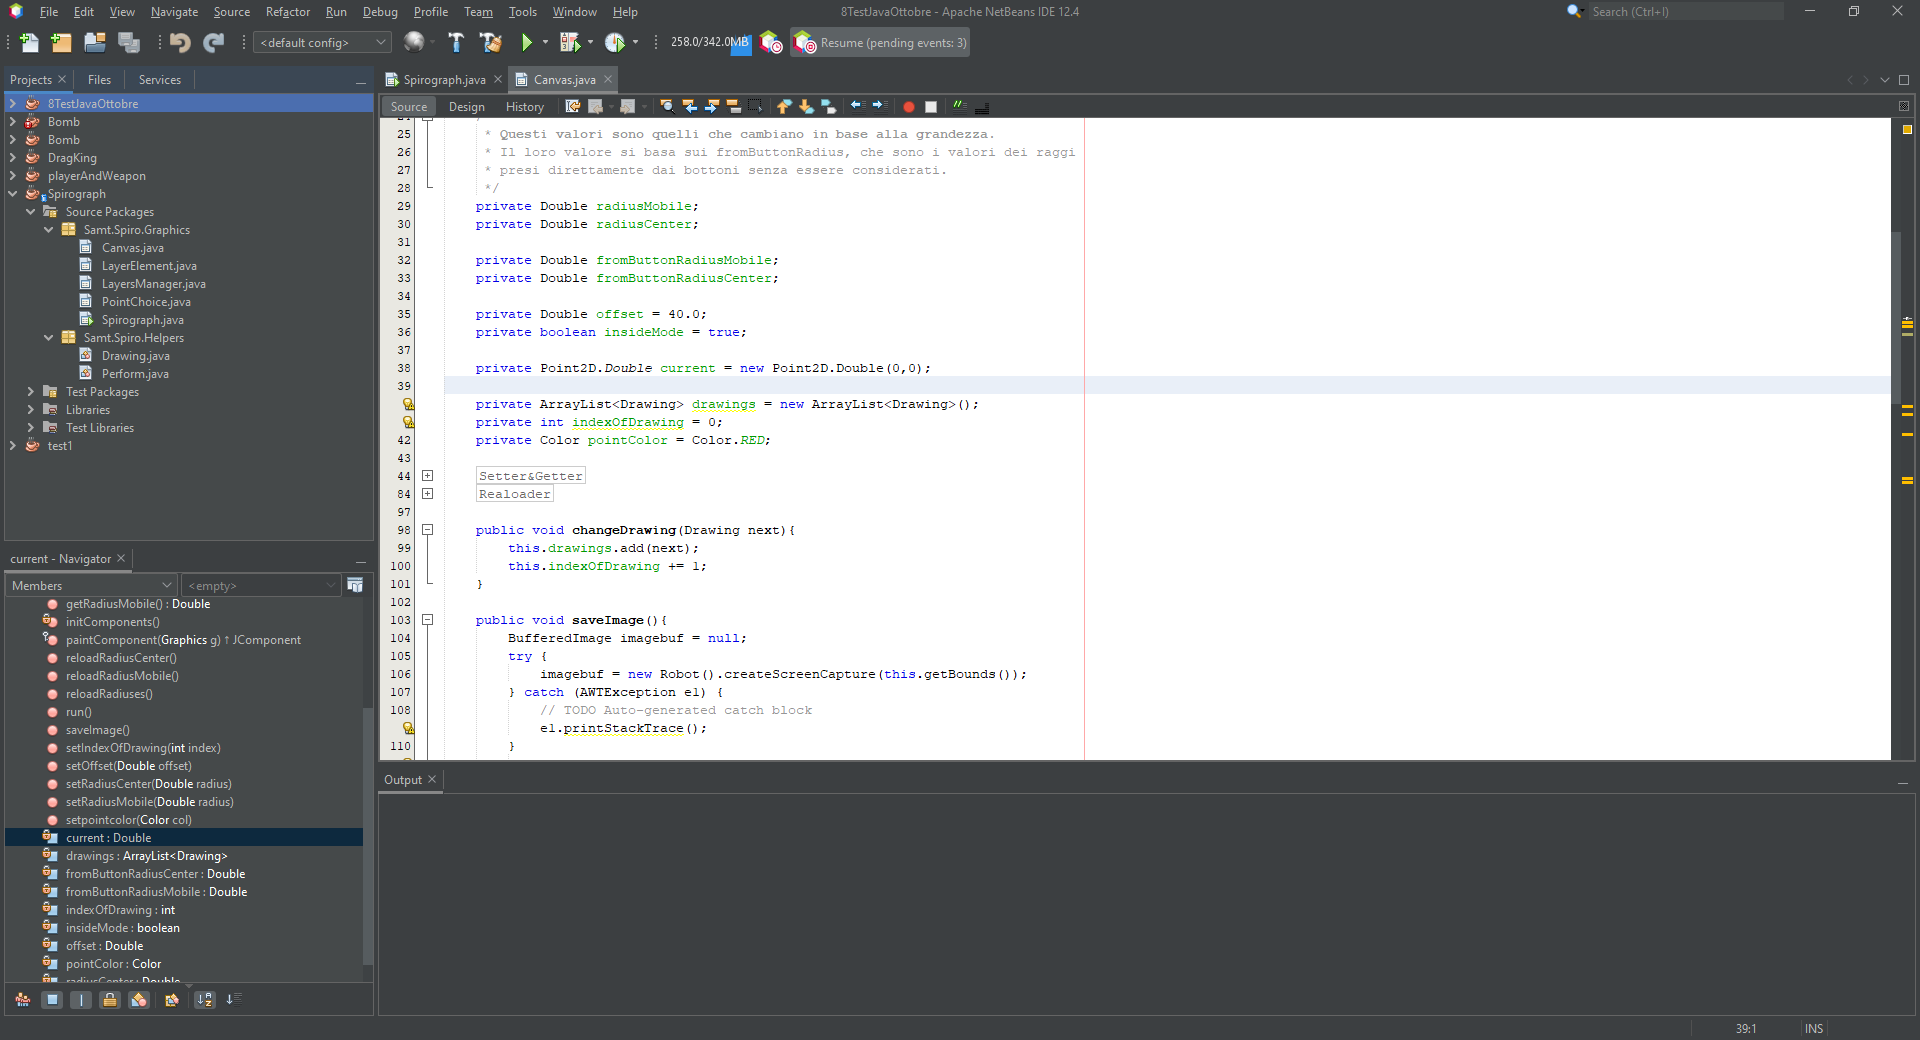 File Edit View Navigate Source Refactor Run Debug Profile Team Tools Window Help
8TestJavaOttobre - Apache NetBeans IDE 12.4
Search (Ctrl+I)
<default config>
258.0/342.0MB
Resume (pending events: 3)
Projects Files Services
8TestJavaOttobre
Bomb
Bomb
DragKing
playerAndWeapon
Spirograph
Source Packages
Samt.Spiro.Graphics
Canvas.java
LayerElement.java
LayersManager.java
PointChoice.java
Spirograph.java
Samt.Spiro.Helpers
Drawing.java
Perform.java
Test Packages
Libraries
Test Libraries
test1
current - Navigator
Members <empty>
getRadiusMobile() : Double
initComponents()
paintComponent(Graphics g) ↑ JComponent
reloadRadiusCenter()
reloadRadiusMobile()
reloadRadiuses()
run()
saveImage()
setIndexOfDrawing(int index)
setOffset(Double offset)
setRadiusCenter(Double radius)
setRadiusMobile(Double radius)
setpointcolor(Color col)
current : Double
drawings : ArrayList<Drawing>
fromButtonRadiusCenter : Double
fromButtonRadiusMobile : Double
indexOfDrawing : int
insideMode : boolean
offset : Double
pointColor : Color
radiusCenter : Double
Spirograph.java Canvas.java
Source Design History
25 * Questi valori sono quelli che cambiano in base alla grandezza.
26 * Il loro valore si basa sui fromButtonRadius, che sono i valori dei raggi
27 * presi direttamente dai bottoni senza essere considerati.
28 */
29 private Double radiusMobile;
30 private Double radiusCenter;
31
32 private Double fromButtonRadiusMobile;
33 private Double fromButtonRadiusCenter;
34
35 private Double offset = 40.0;
36 private boolean insideMode = true;
37
38 private Point2D.Double current = new Point2D.Double(0,0);
39
private ArrayList<Drawing> drawings = new ArrayList<Drawing>();
private int indexOfDrawing = 0;
42 private Color pointColor = Color.RED;
43
44 Setter&Getter
84 Realoader
97
98 public void changeDrawing(Drawing next){
99 this.drawings.add(next);
100 this.indexOfDrawing += 1;
101 }
102
103 public void saveImage(){
104 BufferedImage imagebuf = null;
105 try {
106 imagebuf = new Robot().createScreenCapture(this.getBounds());
107 } catch (AWTException e1) {
108 // TODO Auto-generated catch block
e1.printStackTrace();
110 }
Output
39:1 INS